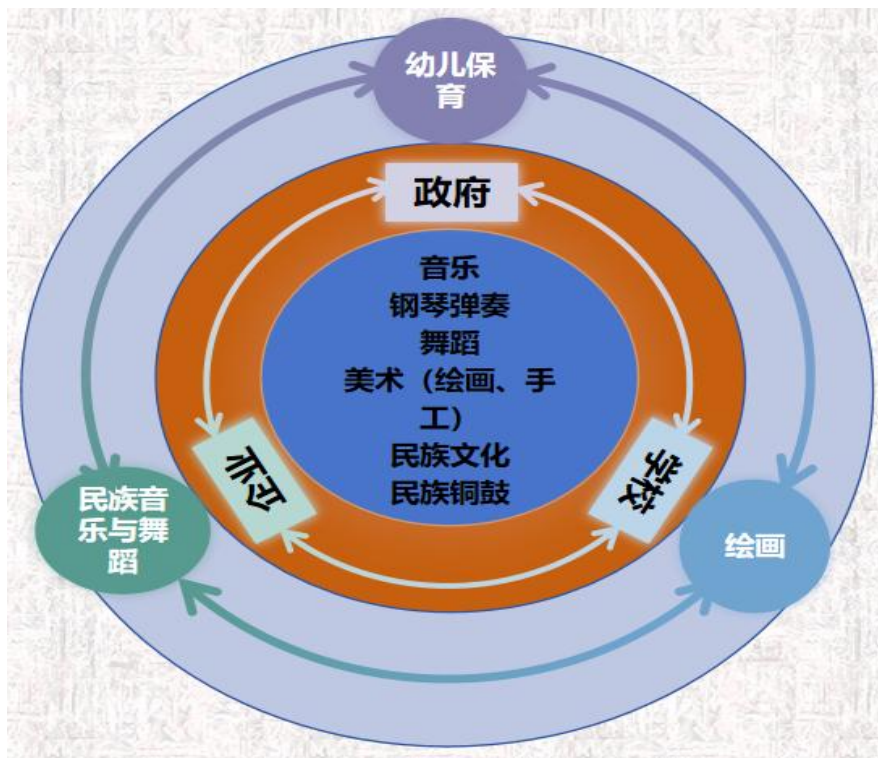 幼儿保
育
政府
音乐
钢琴弹奏
舞蹈
美术（绘画、手
工）
民族文化
民族铜鼓
企业
学校
民族音
乐与舞
蹈
绘画